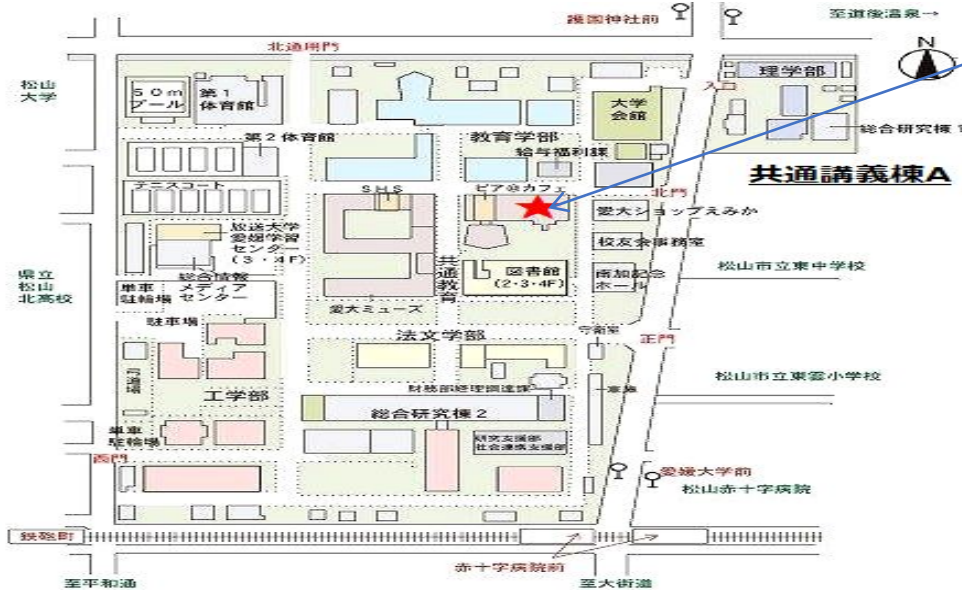 護国神社前
至道後温泉→
北通用門
N
松山
大学
50m
プール
第1
体育館
大学
会館
理学部
入口
第2体育館
教育学部
給与福利課
総合研究棟1
共通講義棟A
テニスコート
SHS
ピア@カフェ
北門
愛大ショップえみか
放送大学
愛媛学習
センター
(3・4F)
校友会事務室
共通教育
図書館
(2・3・4F)
南加記念
ホール
松山市立東中学校
県立
松山
北高校
総合情報
メディア
センター
単車
駐輪場
愛大ミューズ
駐車場
法文学部
守衛室
正門
弓道場
工学部
財務部経理調達課
松山市立東雲小学校
総合研究棟2
単車
駐輪場
研究支援部
社会連携支援部
西門
愛媛大学前
松山赤十字病院
鉄砲町
赤十字病院前
至平和通
至大街道